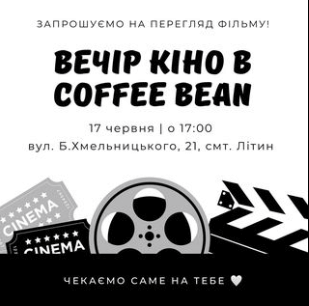 ЗАПРОШУЄМО НА ПЕРЕГЛЯД ФІЛЬМУ!
ВЕЧІР КІНО В
COFFEE BEAN
17 червня | о 17:00
вул. Б.Хмельницького, 21, смт. Літин
CINEMA
CINEMA
ЧЕКАЄМО САМЕ НА ТЕБЕ 🤍